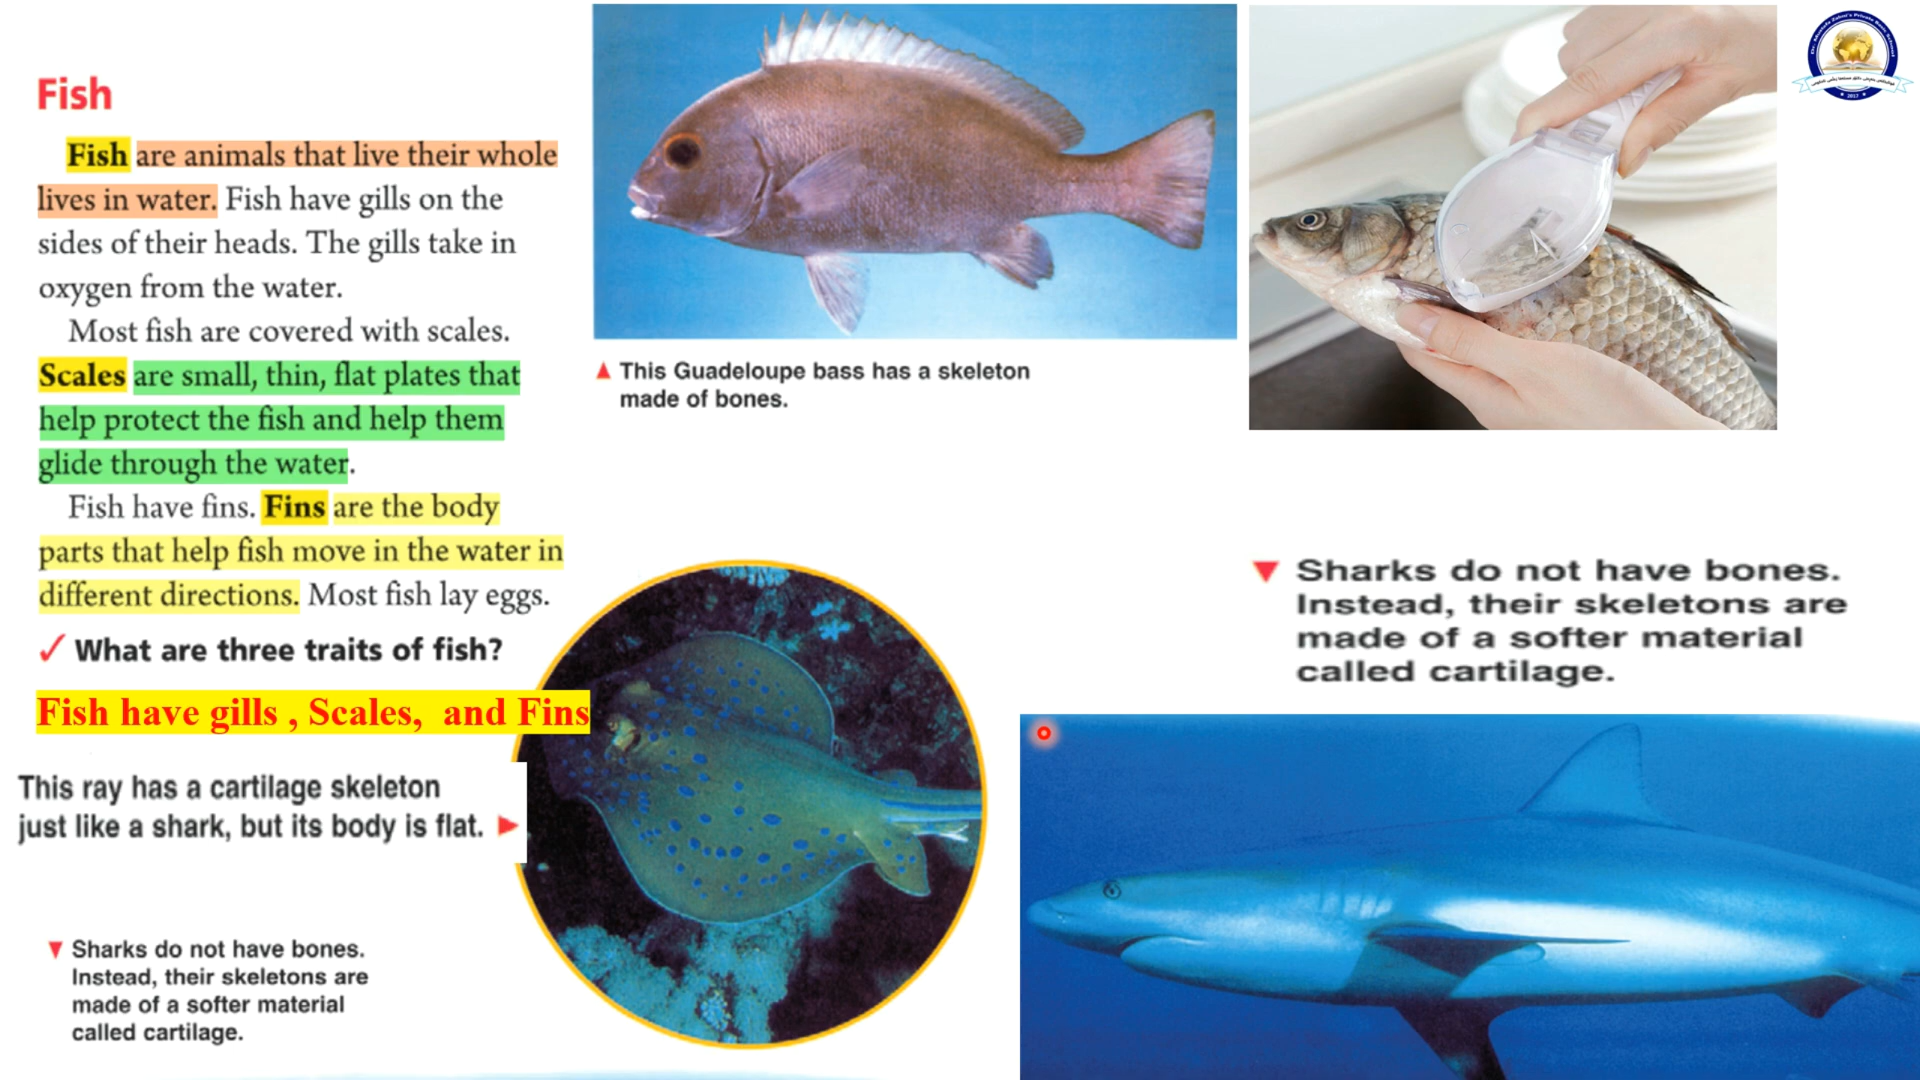 Fish
Fish are animals that live their whole
lives in water. Fish have gills on the
sides of their heads. The gills take in
oxygen from the water.
Most fish are covered with scales.
Scales are small, thin, flat plates that
help protect the fish and help them
glide through the water.
Fish have fins. Fins are the body
parts that help fish move in the water in
different directions. Most fish lay eggs.
✓ What are three traits of fish?
Fish have gills , Scales, and Fins
This ray has a cartilage skeleton
just like a shark, but its body is flat. ►
▼ Sharks do not have bones.
Instead, their skeletons are
made of a softer material
called cartilage.
▲ This Guadeloupe bass has a skeleton
made of bones.
▼ Sharks do not have bones.
Instead, their skeletons are
made of a softer material
called cartilage.
2017